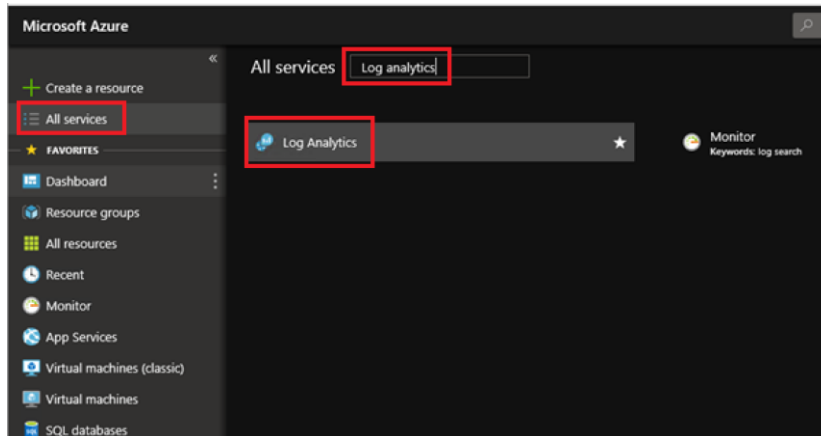 Microsoft Azure
«
All services
Log analytics
Create a resource
All services
FAVORITES
Log Analytics
Monitor
Keywords: log search
Dashboard
Resource groups
All resources
Recent
Monitor
App Services
Virtual machines (classic)
Virtual machines
SQL databases